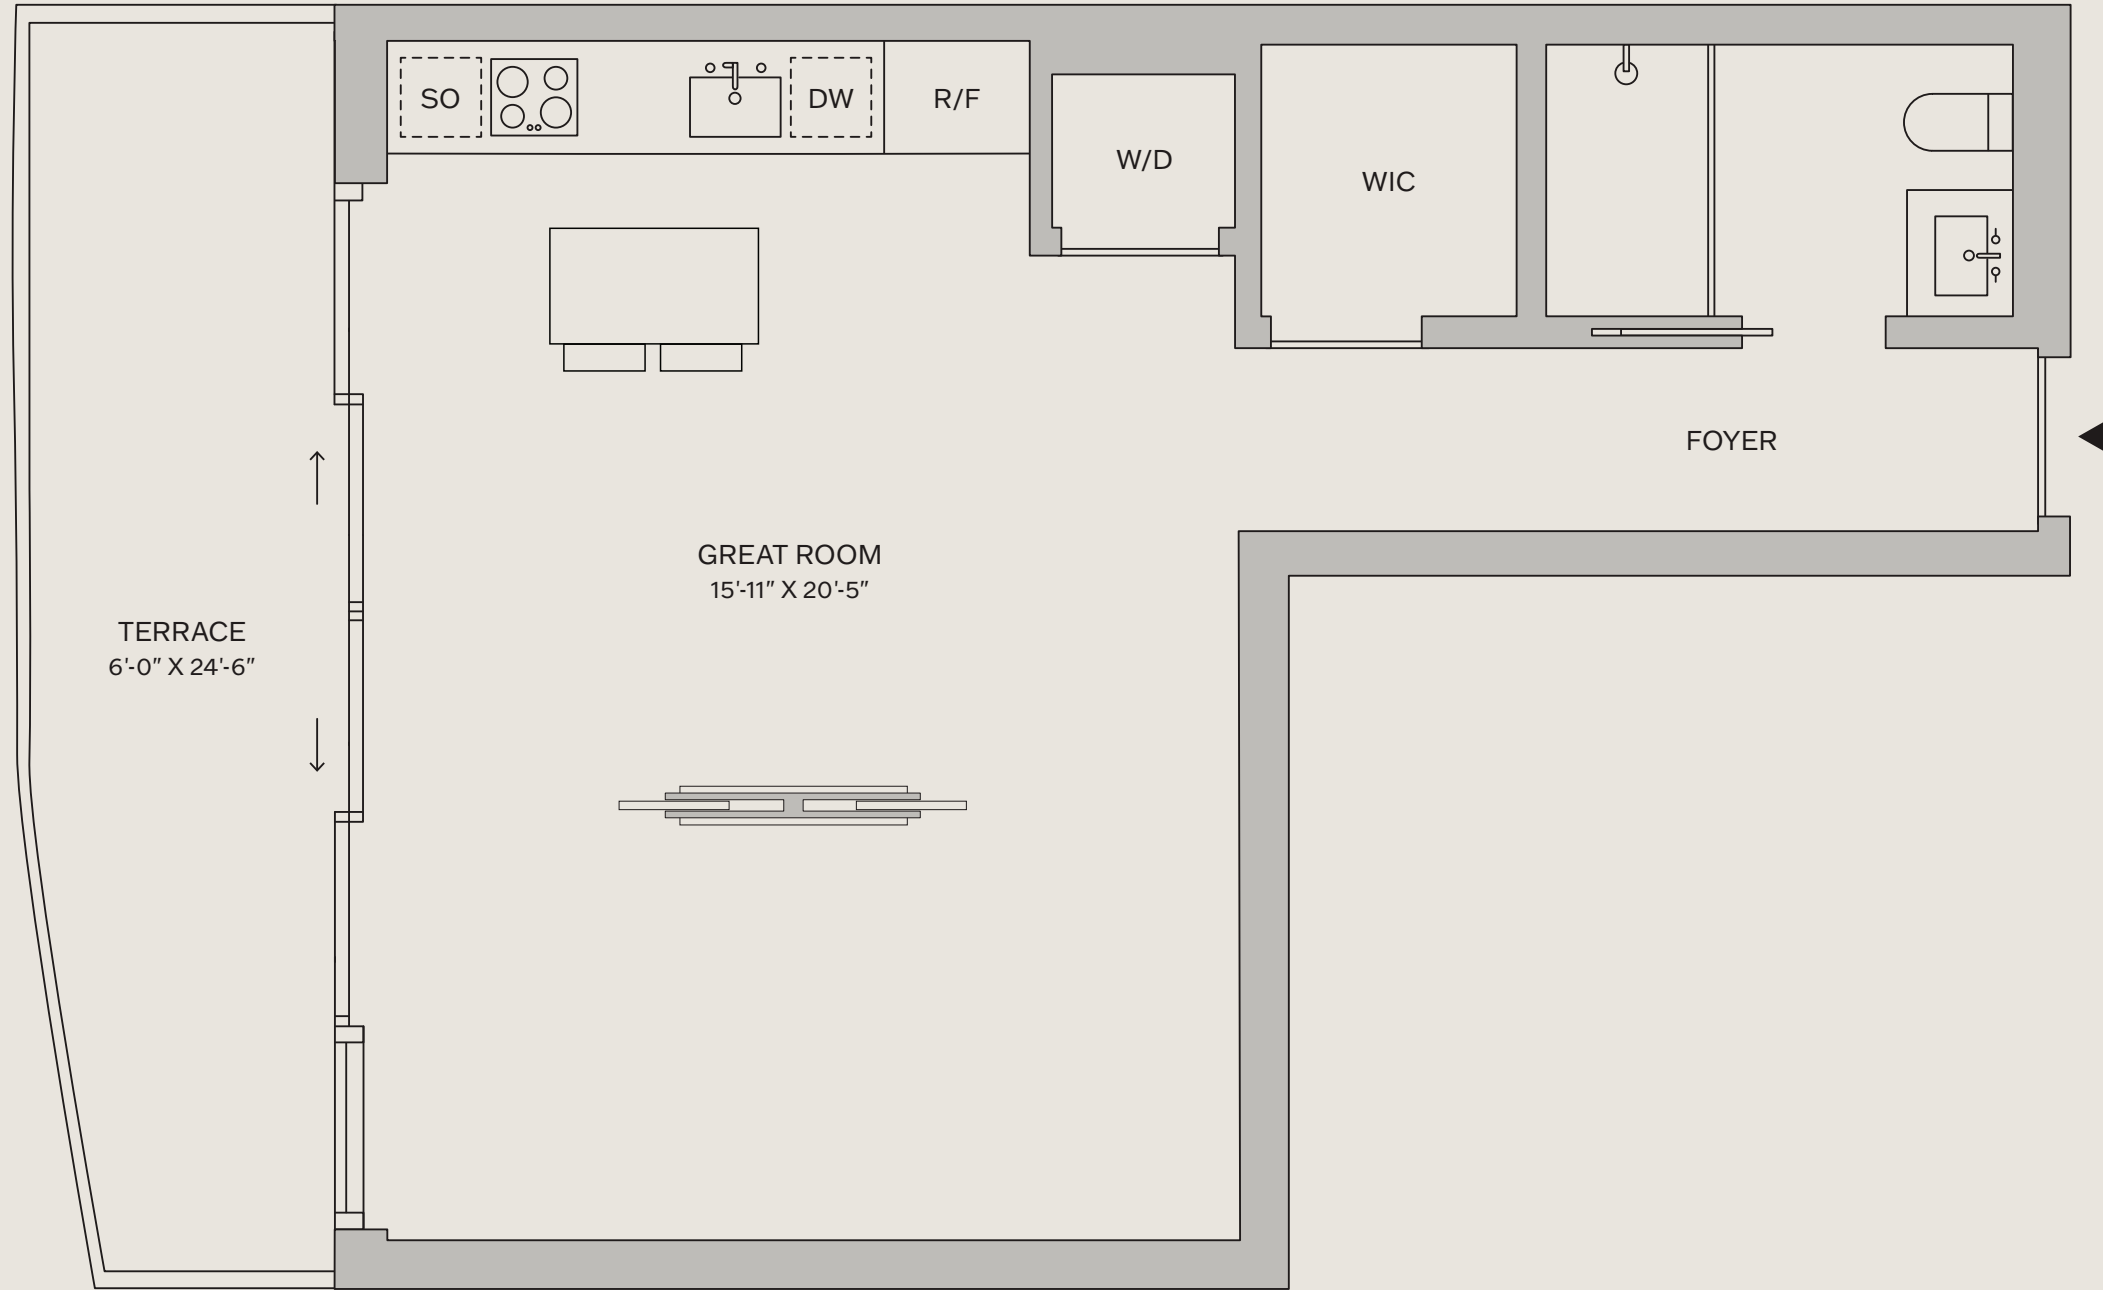 SO
DW
R/F
W/D
WIC
FOYER
GREAT ROOM
15'-11" X 20'-5"
TERRACE
6'-0" X 24'-6"